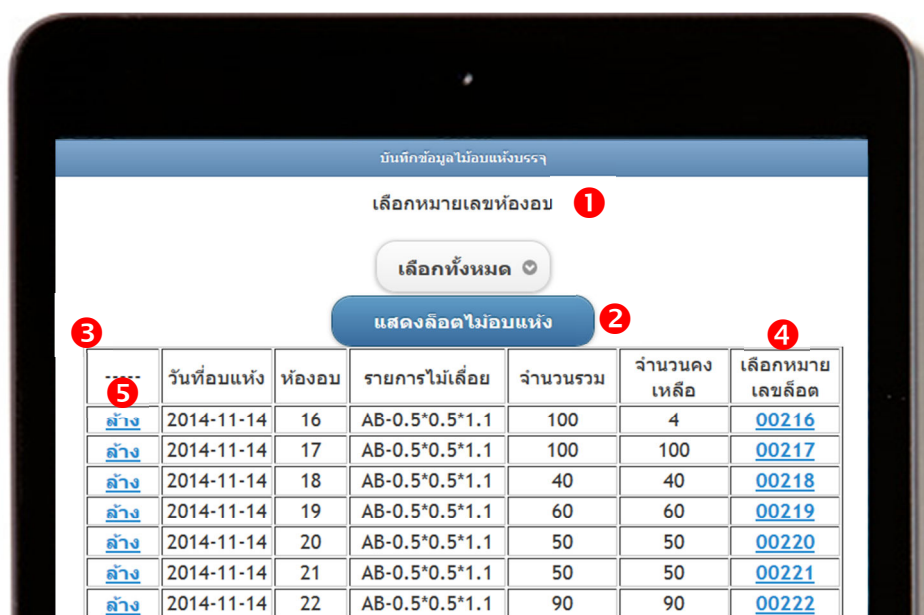 บันทึกข้อมูลไม้อบแห้งบรรจุ
เลือกหมายเลขห้องอบ 1
เลือกทั้งหมด
แสดงล็อตไม้อบแห้ง 2
3 4
----- วันที่อบแห้ง ห้องอบ รายการไม้เลื่อย จำนวนรวม จำนวนคงเหลือ เลือกหมายเลขล็อต
5
ล้าง 2014-11-14 16 AB-0.5*0.5*1.1 100 4 00216
ล้าง 2014-11-14 17 AB-0.5*0.5*1.1 100 100 00217
ล้าง 2014-11-14 18 AB-0.5*0.5*1.1 40 40 00218
ล้าง 2014-11-14 19 AB-0.5*0.5*1.1 60 60 00219
ล้าง 2014-11-14 20 AB-0.5*0.5*1.1 50 50 00220
ล้าง 2014-11-14 21 AB-0.5*0.5*1.1 50 50 00221
ล้าง 2014-11-14 22 AB-0.5*0.5*1.1 90 90 00222